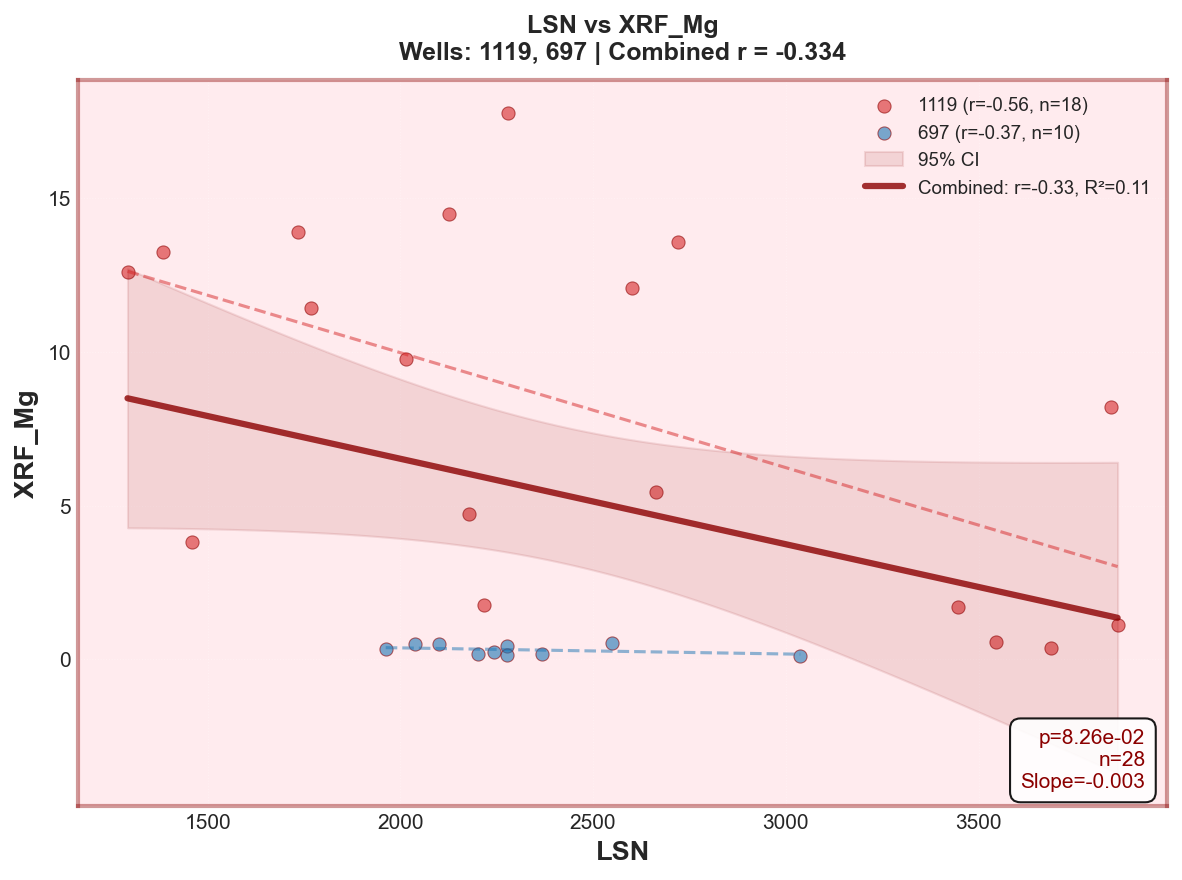 LSN vs XRF_Mg
Wells: 1119, 697 | Combined r = -0.334
1119 (r=-0.56, n=18)
697 (r=-0.37, n=10)
95% CI
Combined: r=-0.33, R²=0.11
XRF_Mg
15
10
5
0
p=8.26e-02
n=28
Slope=-0.003
1500
2000
2500
3000
3500
LSN